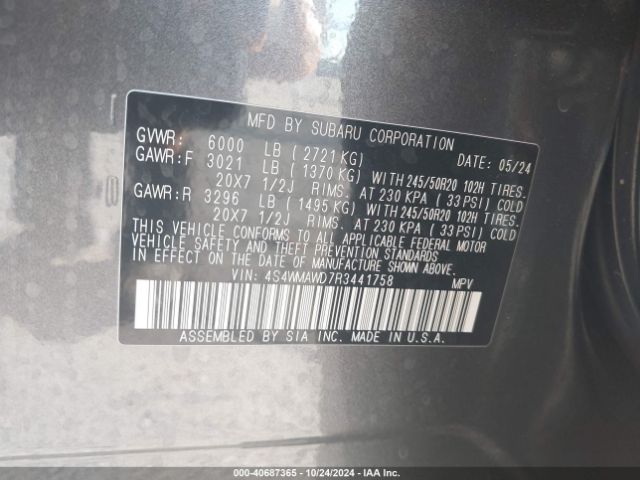 MFD BY SUBARU CORPORATION
GVWR: 6000 LB (2721KG) DATE: 05/24
GAWR:F 3021 LB (1370 KG) WITH 245/50R20 102H TIRES.
20X7 1/2J RIMS. AT 230 KPA (33 PSI) COLD
GAWR:R 3296 LB (1495 KG) WITH 245/50R20 102H TIRES.
20X7 1/2J RIMS. AT 230 KPA (33 PSI) COLD
THIS VEHICLE CONFORMS TO ALL APPLICABLE FEDERAL MOTOR
VEHICLE SAFETY AND THEFT PREVENTION STANDARDS
IN EFFECT ON THE DATE OF MANUFACTURE SHOWN ABOVE.
VIN: 4S4WMAWD7R3441758 MPV
ASSEMBLED BY SIA INC. MADE IN U.S.A.
000-40687365 - 10/24/2024 - IAA Inc.